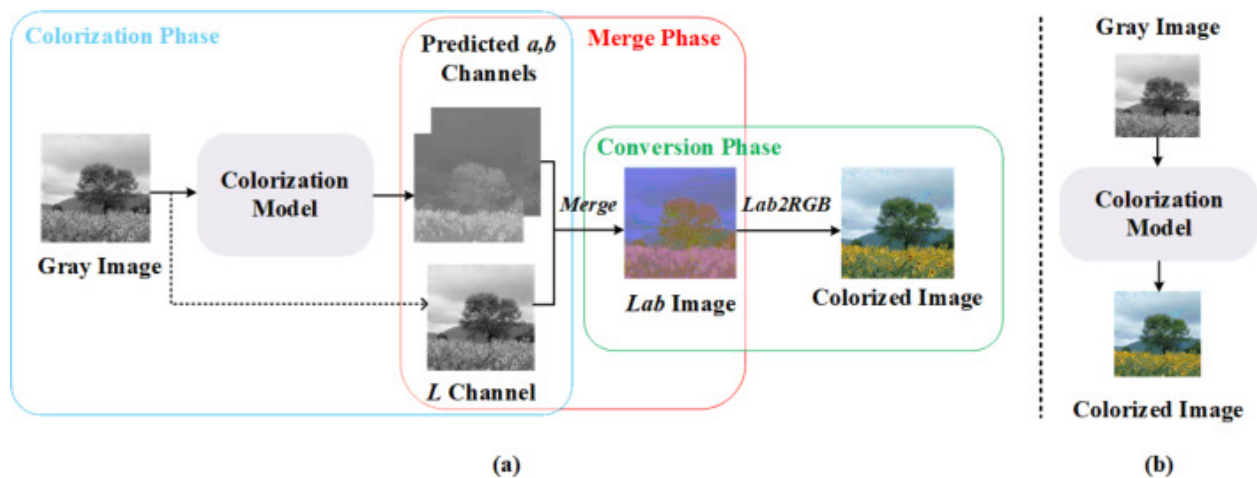 Colorization Phase
Predicted a,b
Channels
Merge Phase
Gray Image
Colorization
Model
Merge
L Channel
Conversion Phase
Lab2RGB
Lab Image
Colorized Image
(a)
Gray Image
Colorization
Model
Colorized Image
(b)